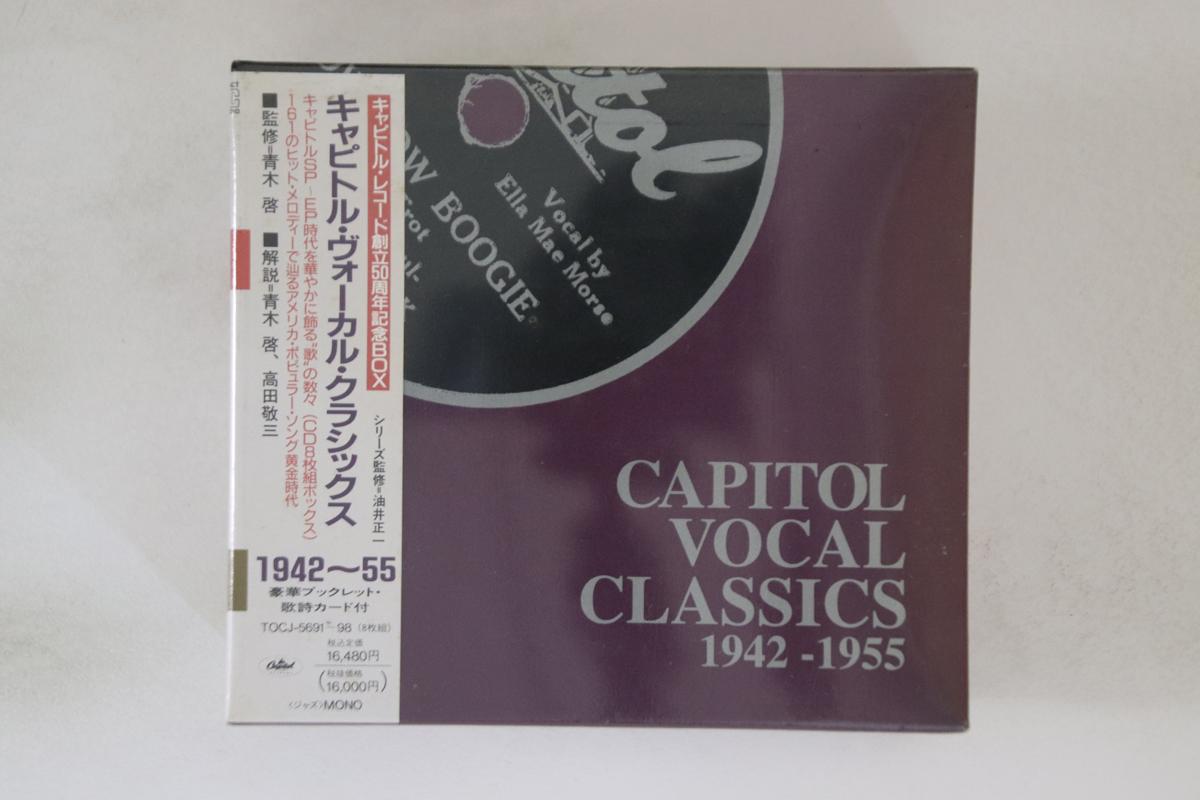 キャピトル・レコード創立50周年記念BOX
シリーズ監修=油井正一
キャピトル・ヴォーカル・クラシックス
キャピトルSP〜EP時代を華やかに飾る“歌”の数々(CD8枚組ボックス)
161のヒット・メロディーで辿るアメリカ・ポピュラー・ソング黄金時代
■監修=青木 啓 ■解説=青木 啓、高田敬三
1942〜55
豪華ブックレット・
歌詩カード付
TOCJ-5691〜98(8枚組)
税込定価
16,480円
(税抜価格
16,000円)
Capitol
〈ジャズ〉MONO
tol
OW BOOGIE
Vocal by
Ella Mae Morse
CAPITOL
VOCAL
CLASSICS
1942 -1955